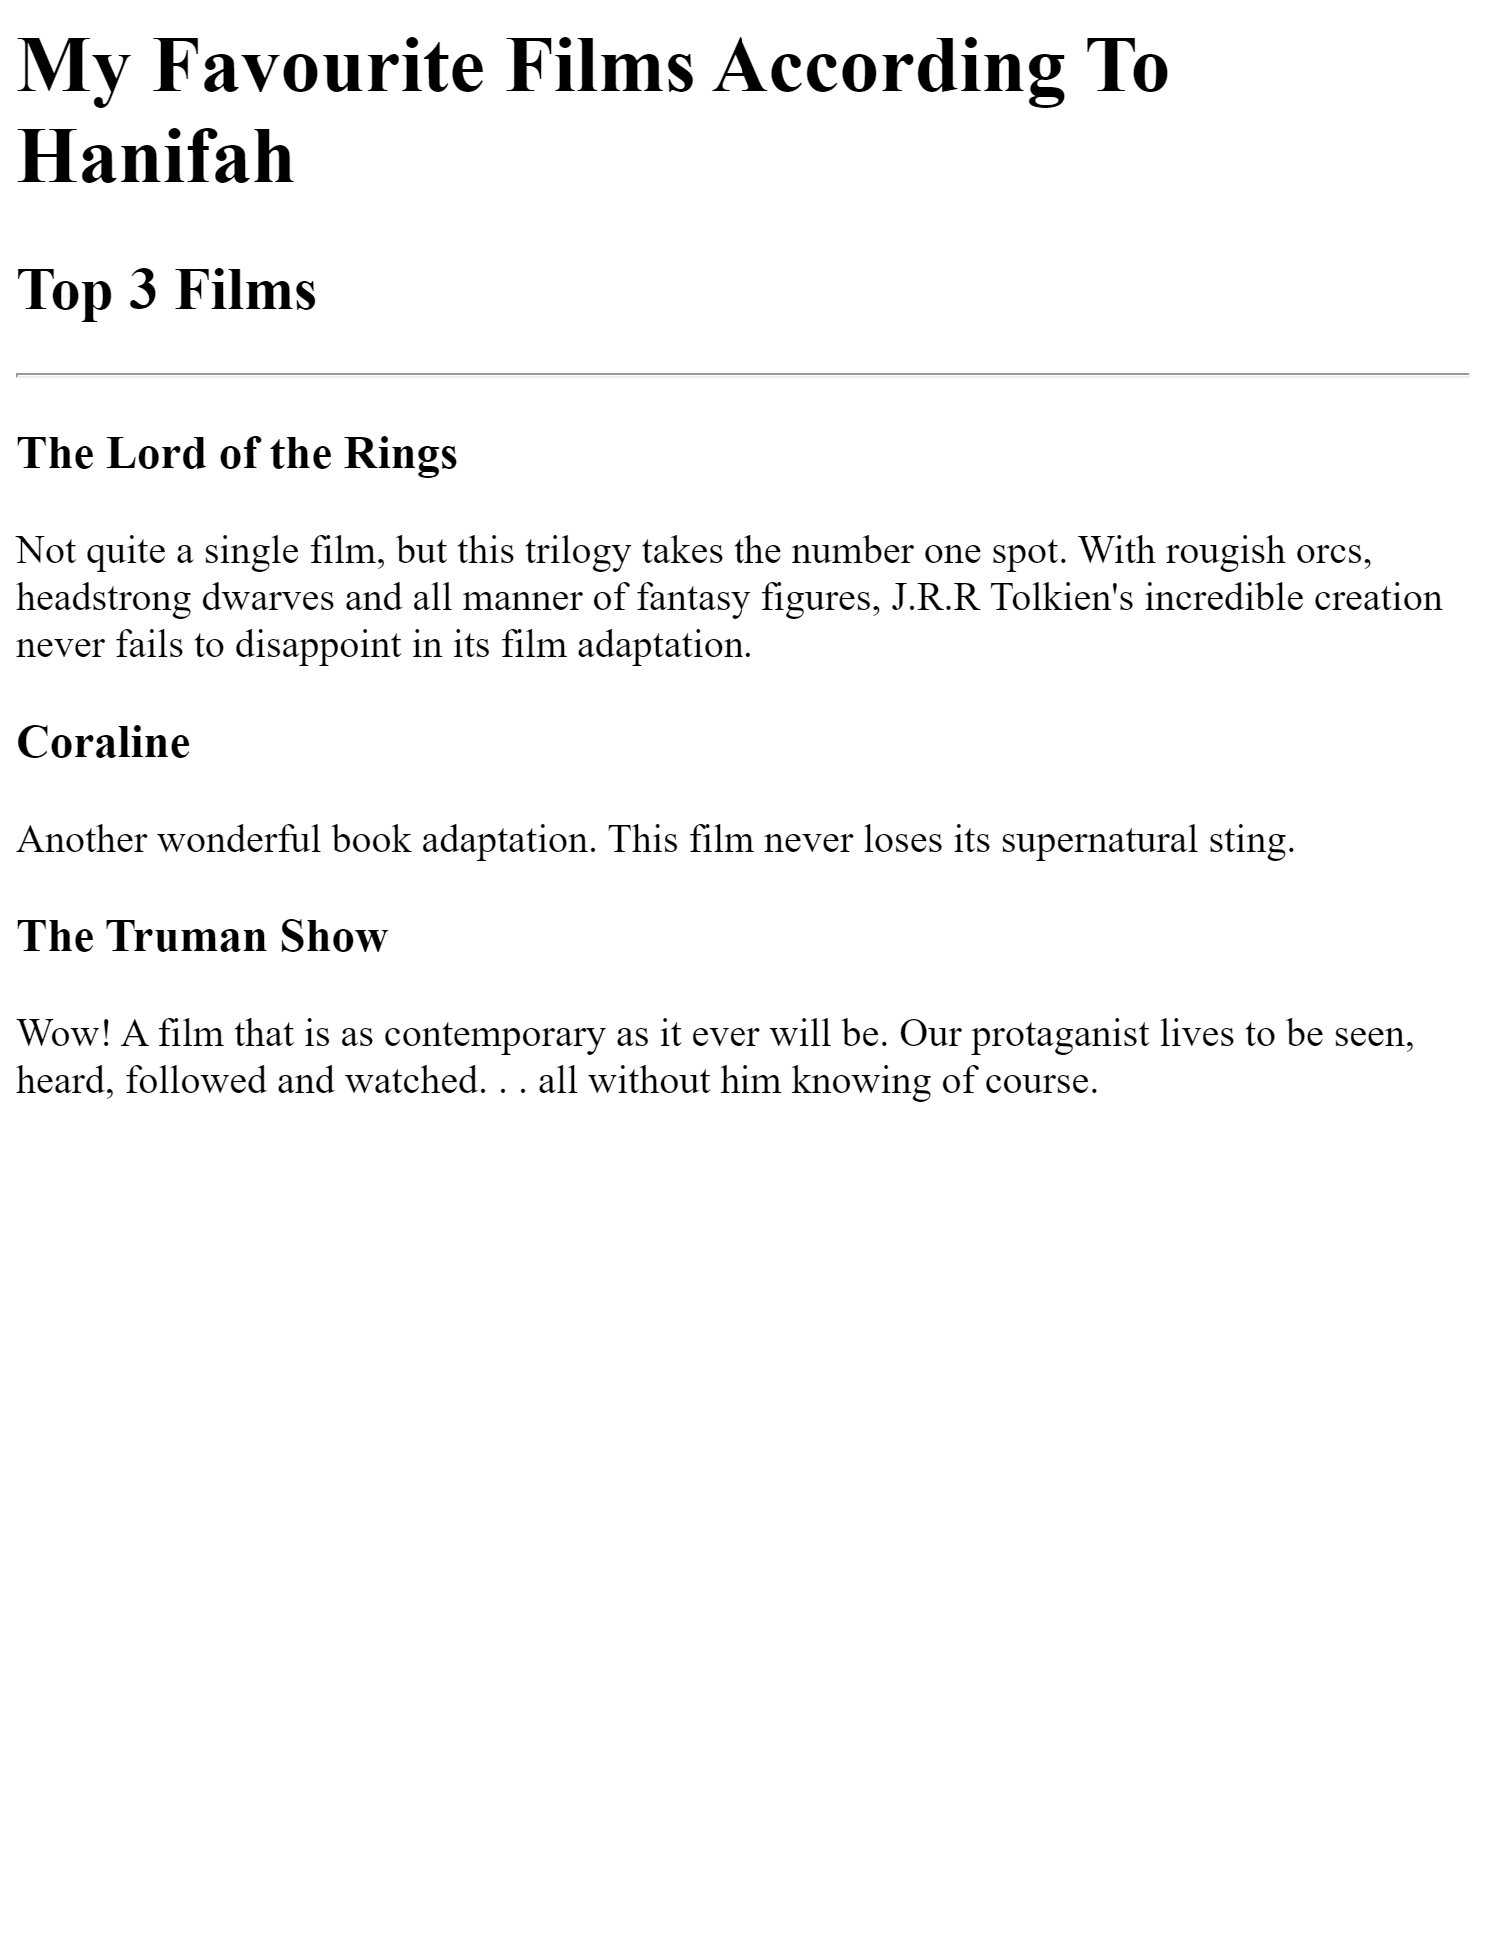 My Favourite Films According To
Hanifah
Top 3 Films
The Lord of the Rings
Not quite a single film, but this trilogy takes the number one spot. With rougish orcs,
headstrong dwarves and all manner of fantasy figures, J.R.R Tolkien's incredible creation
never fails to disappoint in its film adaptation.
Coraline
Another wonderful book adaptation. This film never loses its supernatural sting.
The Truman Show
Wow! A film that is as contemporary as it ever will be. Our protaganist lives to be seen,
heard, followed and watched. . . all without him knowing of course.